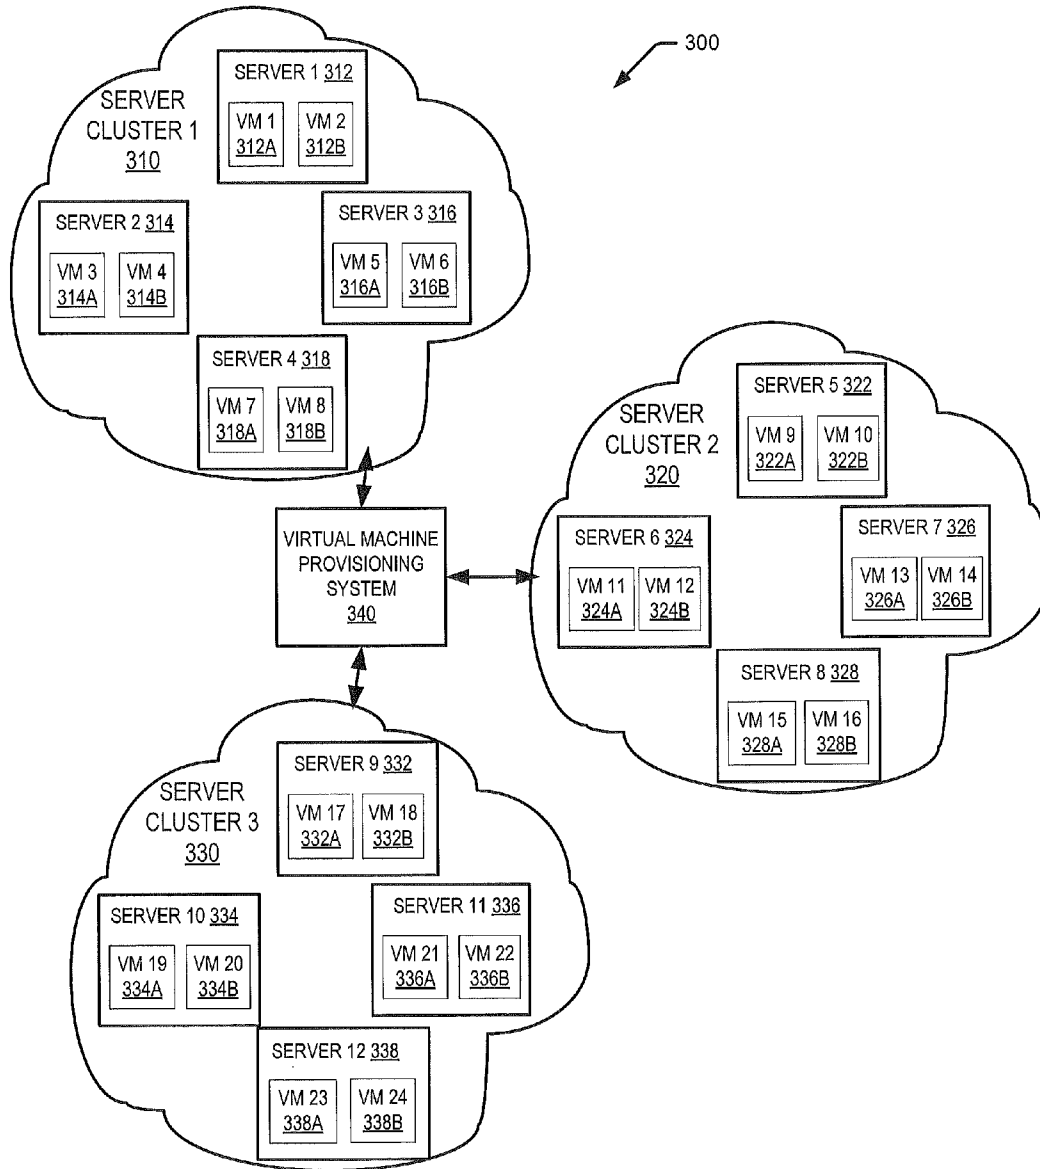 300
SERVER
CLUSTER 1
310
SERVER 1 312
VM 1
312A
VM 2
312B
SERVER 2 314
VM 3
314A
VM 4
314B
SERVER 3 316
VM 5
316A
VM 6
316B
SERVER 4 318
VM 7
318A
VM 8
318B
VIRTUAL MACHINE
PROVISIONING
SYSTEM
340
SERVER
CLUSTER 2
320
SERVER 5 322
VM 9
322A
VM 10
322B
SERVER 6 324
VM 11
324A
VM 12
324B
SERVER 7 326
VM 13
326A
VM 14
326B
SERVER 8 328
VM 15
328A
VM 16
328B
SERVER
CLUSTER 3
330
SERVER 9 332
VM 17
332A
VM 18
332B
SERVER 10 334
VM 19
334A
VM 20
334B
SERVER 11 336
VM 21
336A
VM 22
336B
SERVER 12 338
VM 23
338A
VM 24
338B